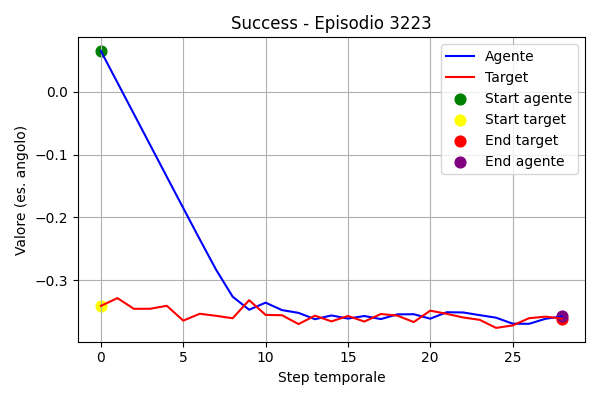 Success - Episodio 3223
Valore (es. angolo)
0.0
−0.1
−0.2
−0.3
Agente
Target
Start agente
Start target
End target
End agente
0 5 10 15 20 25
Step temporale